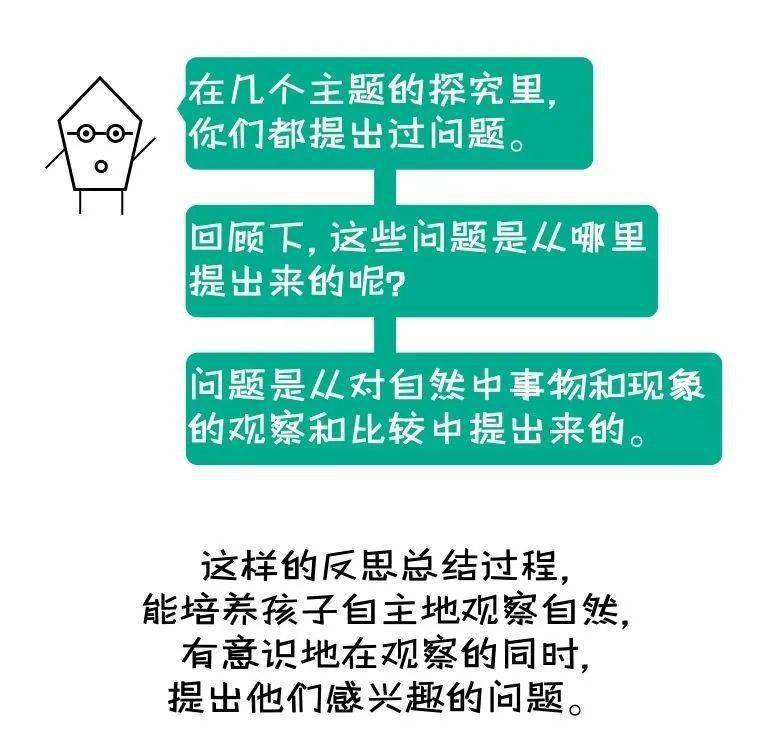 在几个主题的探究里,
你们都提出过问题。
回顾下, 这些问题是从哪里
提出来的呢?
问题是从对自然中事物和现象
的观察和比较中提出来的。
这样的反思总结过程,
能培养孩子自主地观察自然,
有意识地在观察的同时,
提出他们感兴趣的问题。